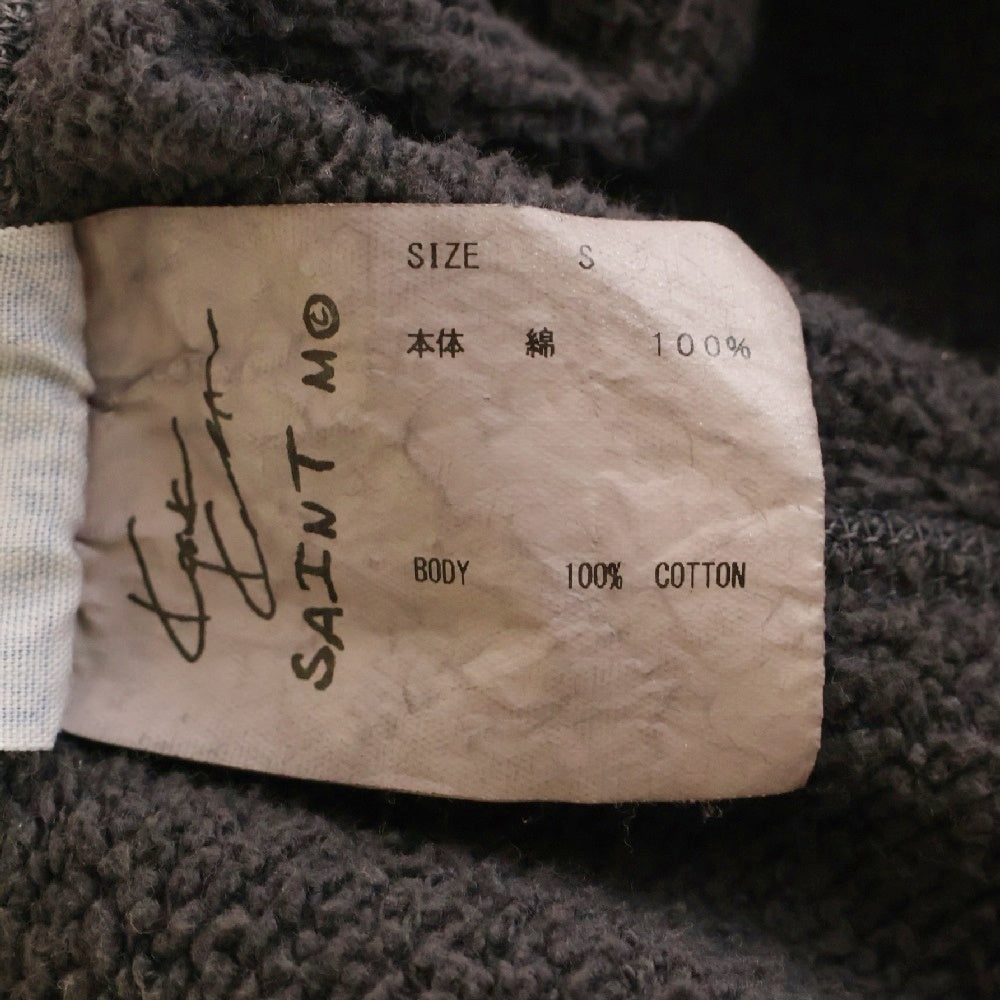 SIZE S
本体 綿 100%
BODY 100% COTTON
SAINT M©